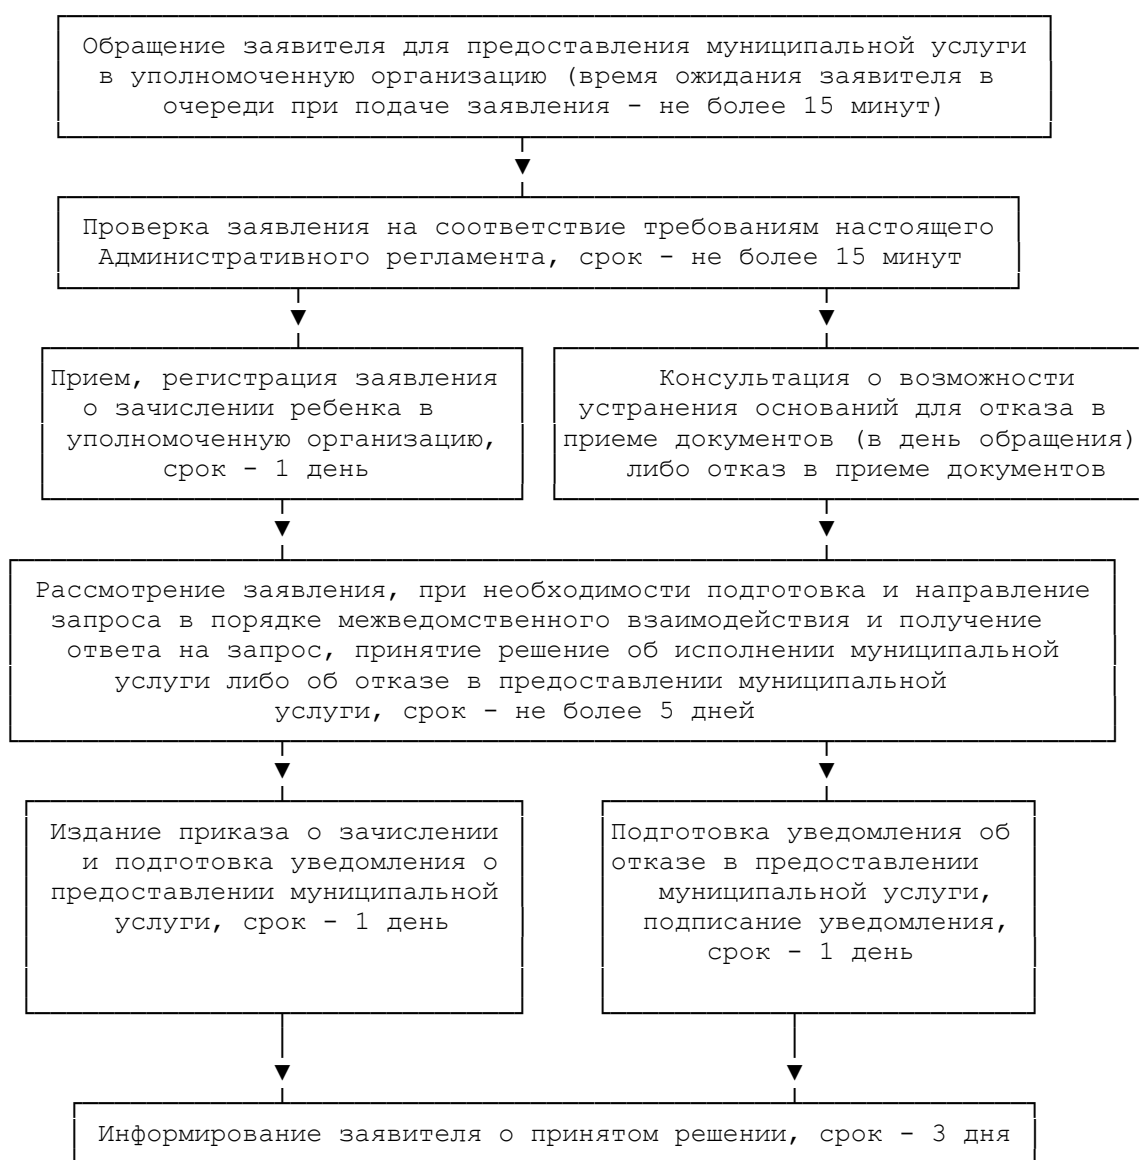 Обращение заявителя для предоставления муниципальной услуги
в уполномоченную организацию (время ожидания заявителя в
очереди при подаче заявления - не более 15 минут)
Проверка заявления на соответствие требованиям настоящего
Административного регламента, срок - не более 15 минут
Прием, регистрация заявления
о зачислении ребенка в
уполномоченную организацию,
срок - 1 день
Консультация о возможности
устранения оснований для отказа в
приеме документов (в день обращения)
либо отказ в приеме документов
Рассмотрение заявления, при необходимости подготовка и направление
запроса в порядке межведомственного взаимодействия и получение
ответа на запрос, принятие решение об исполнении муниципальной
услуги либо об отказе в предоставлении муниципальной
услуги, срок - не более 5 дней
Издание приказа о зачислении
и подготовка уведомления о
предоставлении муниципальной
услуги, срок - 1 день
Подготовка уведомления об
отказе в предоставлении
муниципальной услуги,
подписание уведомления,
срок - 1 день
Информирование заявителя о принятом решении, срок - 3 дня